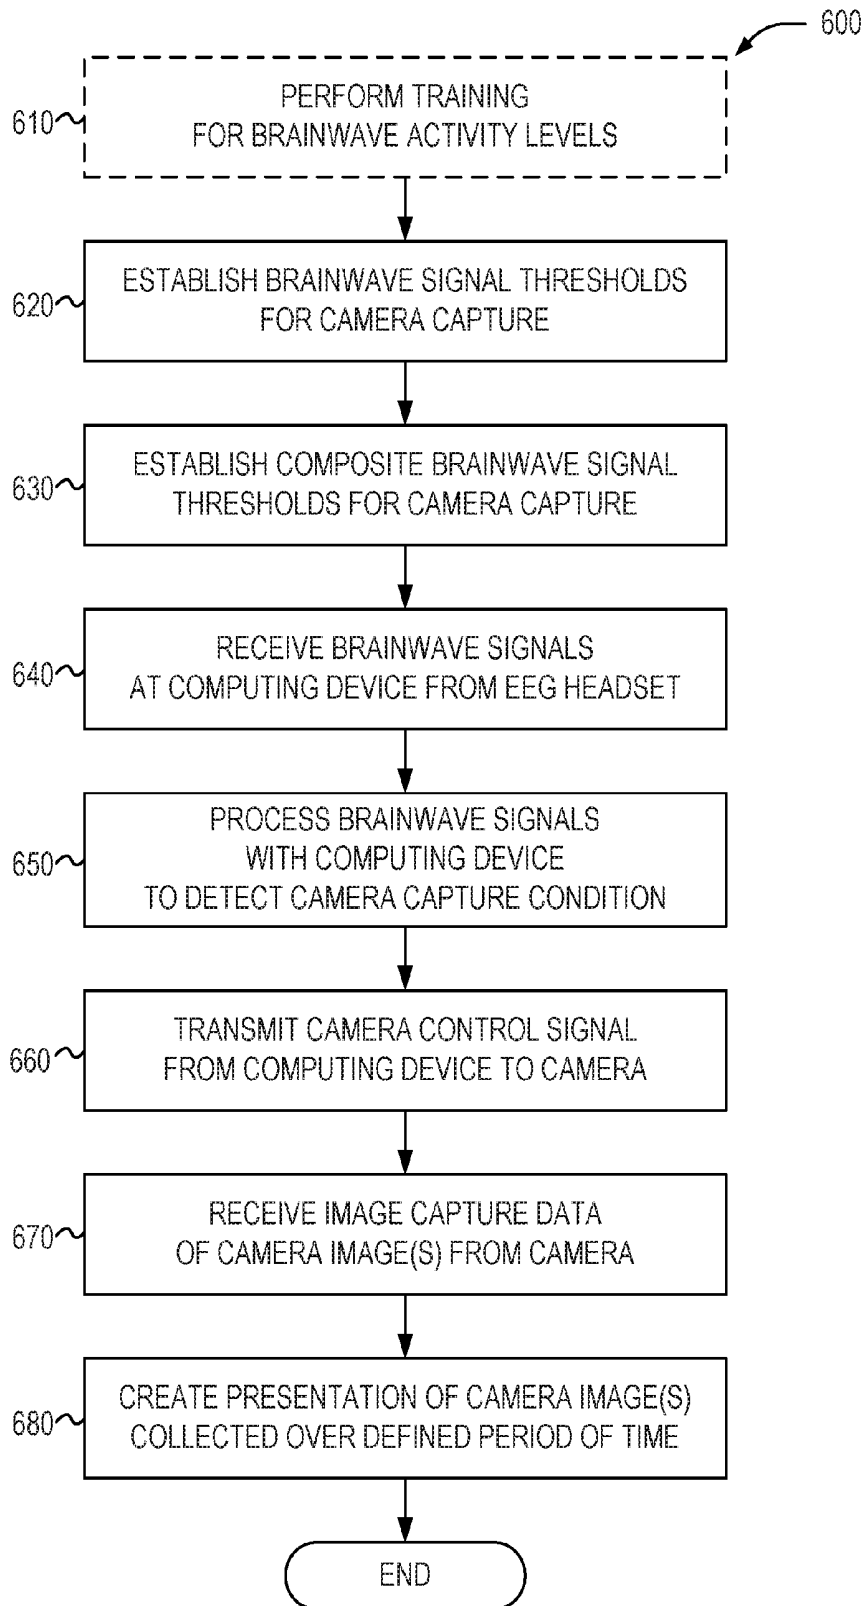 600
610
PERFORM TRAINING
FOR BRAINWAVE ACTIVITY LEVELS
620
ESTABLISH BRAINWAVE SIGNAL THRESHOLDS
FOR CAMERA CAPTURE
630
ESTABLISH COMPOSITE BRAINWAVE SIGNAL
THRESHOLDS FOR CAMERA CAPTURE
640
RECEIVE BRAINWAVE SIGNALS
AT COMPUTING DEVICE FROM EEG HEADSET
650
PROCESS BRAINWAVE SIGNALS
WITH COMPUTING DEVICE
TO DETECT CAMERA CAPTURE CONDITION
660
TRANSMIT CAMERA CONTROL SIGNAL
FROM COMPUTING DEVICE TO CAMERA
670
RECEIVE IMAGE CAPTURE DATA
OF CAMERA IMAGE(S) FROM CAMERA
680
CREATE PRESENTATION OF CAMERA IMAGE(S)
COLLECTED OVER DEFINED PERIOD OF TIME
END